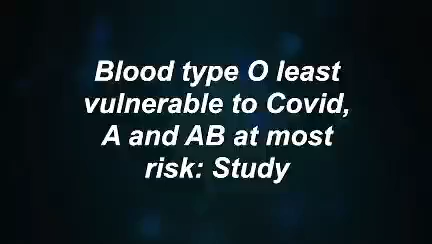 Blood type O least
vulnerable to Covid,
A and AB at most
risk: Study